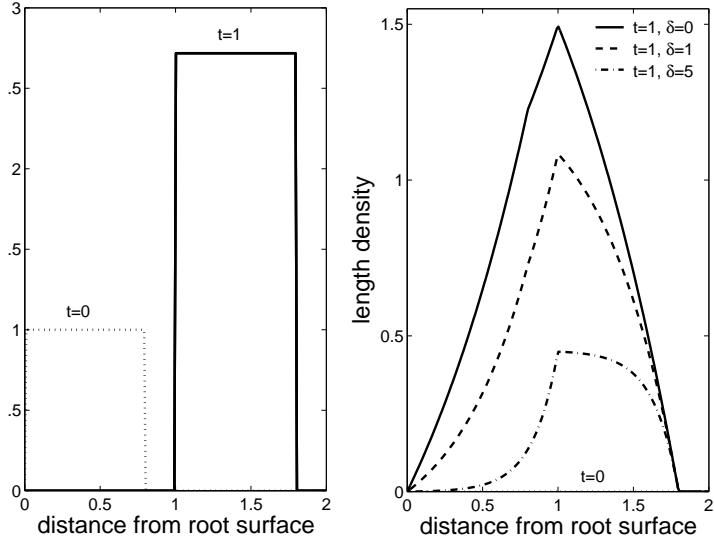 3
.5
2
.5
1
.5
0
0
0.5
1
1.5
2
t=1
t=0
distance from root surface
1.5
1
0.5
0
0
0.5
1
1.5
2
length density
t=1, δ=0
t=1, δ=1
t=1, δ=5
t=0
distance from root surface